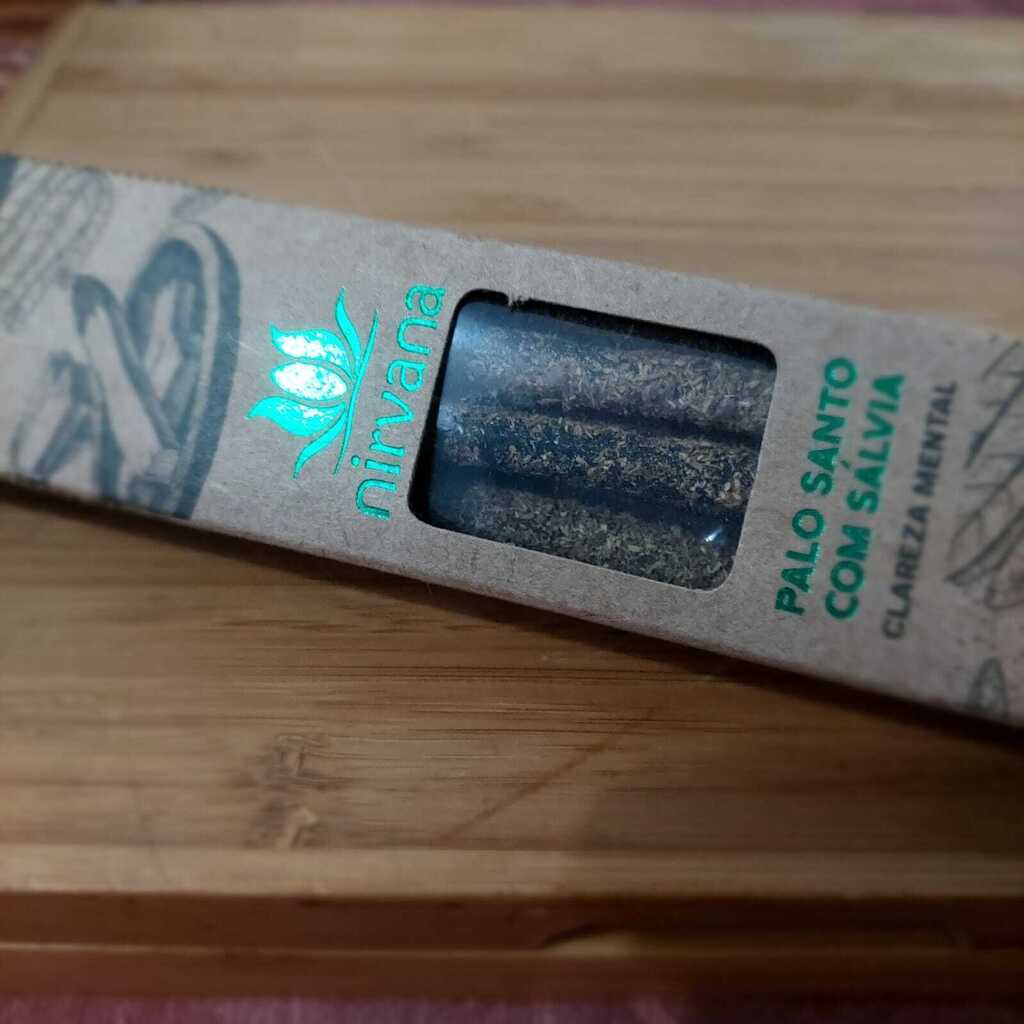 nirvana
PALO SANTO
COM SÁLVIA
CLAREZA MENTAL